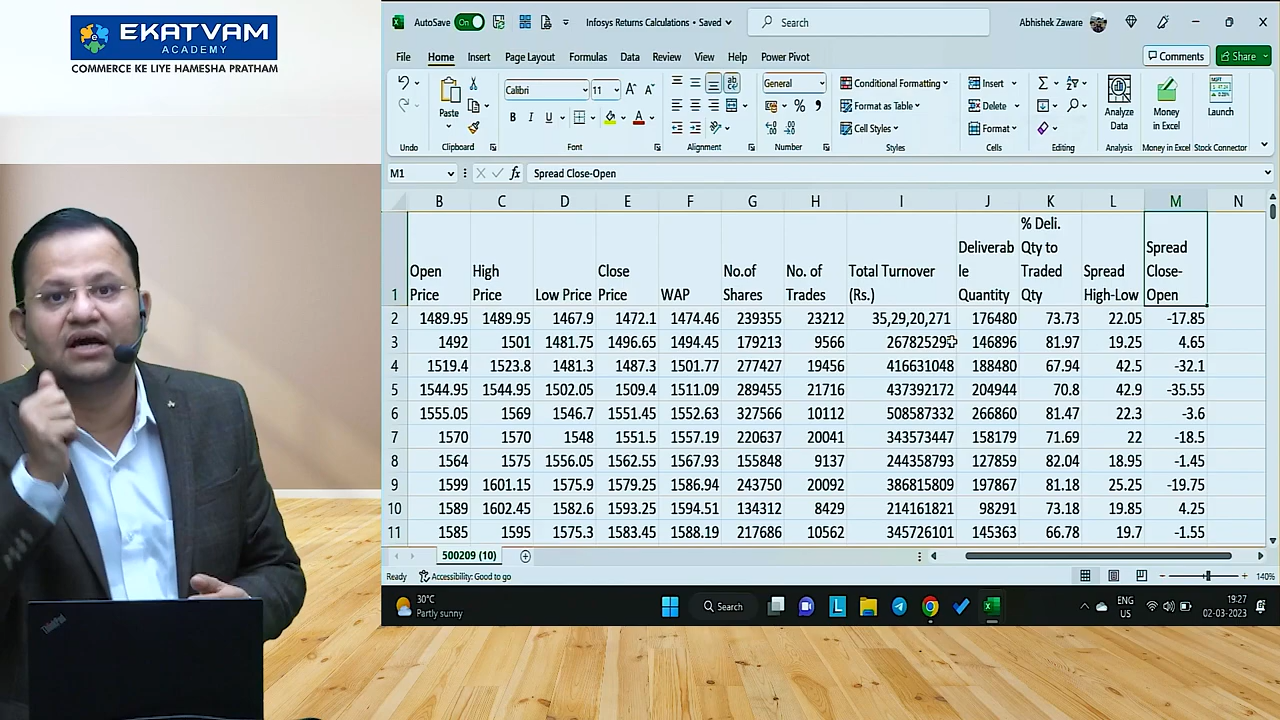 EKATVAM
ACADEMY
COMMERCE KE LIYE HAMESHA PRATHAM
AutoSave On Infosys Returns Calculations • Saved Search Abhishek Zaware
File Home Insert Page Layout Formulas Data Review View Help Power Pivot Comments Share
Calibri 11 General Conditional Formatting Insert
Paste B I U Format as Table Delete Analyze Data Money in Excel Launch
Cell Styles Format
Undo Clipboard Font Alignment Number Styles Cells Editing Analysis Money in Excel Stock Connector
M1 fx Spread Close-Open
B C D E F G H I J K L M N
1 Open Price High Price Low Price Close Price WAP No.of Shares No. of Trades Total Turnover (Rs.) Deliverable Quantity % Deli. Qty to Traded Qty Spread High-Low Spread Close-Open
2 1489.95 1489.95 1467.9 1472.1 1474.46 239355 23212 35,29,20,271 176480 73.73 22.05 -17.85
3 1492 1501 1481.75 1496.65 1494.45 179213 9566 146896 81.97 19.25 4.65
4 1519.4 1523.8 1481.3 1487.3 1501.77 277427 19456 416631048 188480 67.94 42.5 -32.1
5 1544.95 1544.95 1502.05 1509.4 1511.09 289455 21716 437392172 204944 70.8 42.9 -35.55
6 1555.05 1569 1546.7 1551.45 1552.63 327566 10112 508587332 266860 81.47 22.3 -3.6
7 1570 1570 1548 1551.5 1557.19 220637 20041 343573447 158179 71.69 22 -18.5
8 1564 1575 1556.05 1562.55 1567.93 155848 9137 244358793 127859 82.04 18.95 -1.45
9 1599 1601.15 1575.9 1579.25 1586.94 243750 20092 386815809 197867 81.18 25.25 -19.75
10 1589 1602.45 1582.6 1593.25 1594.51 134312 8429 214161821 98291 73.18 19.85 4.25
11 1585 1595 1575.3 1583.45 1588.19 217686 10562 345726101 145363 66.78 19.7 -1.55
500209 (10)
Ready Accessibility: Good to go 140%
30°C
Partly sunny
Search
ENG
US
19:27
02-03-2023
ThinkPad